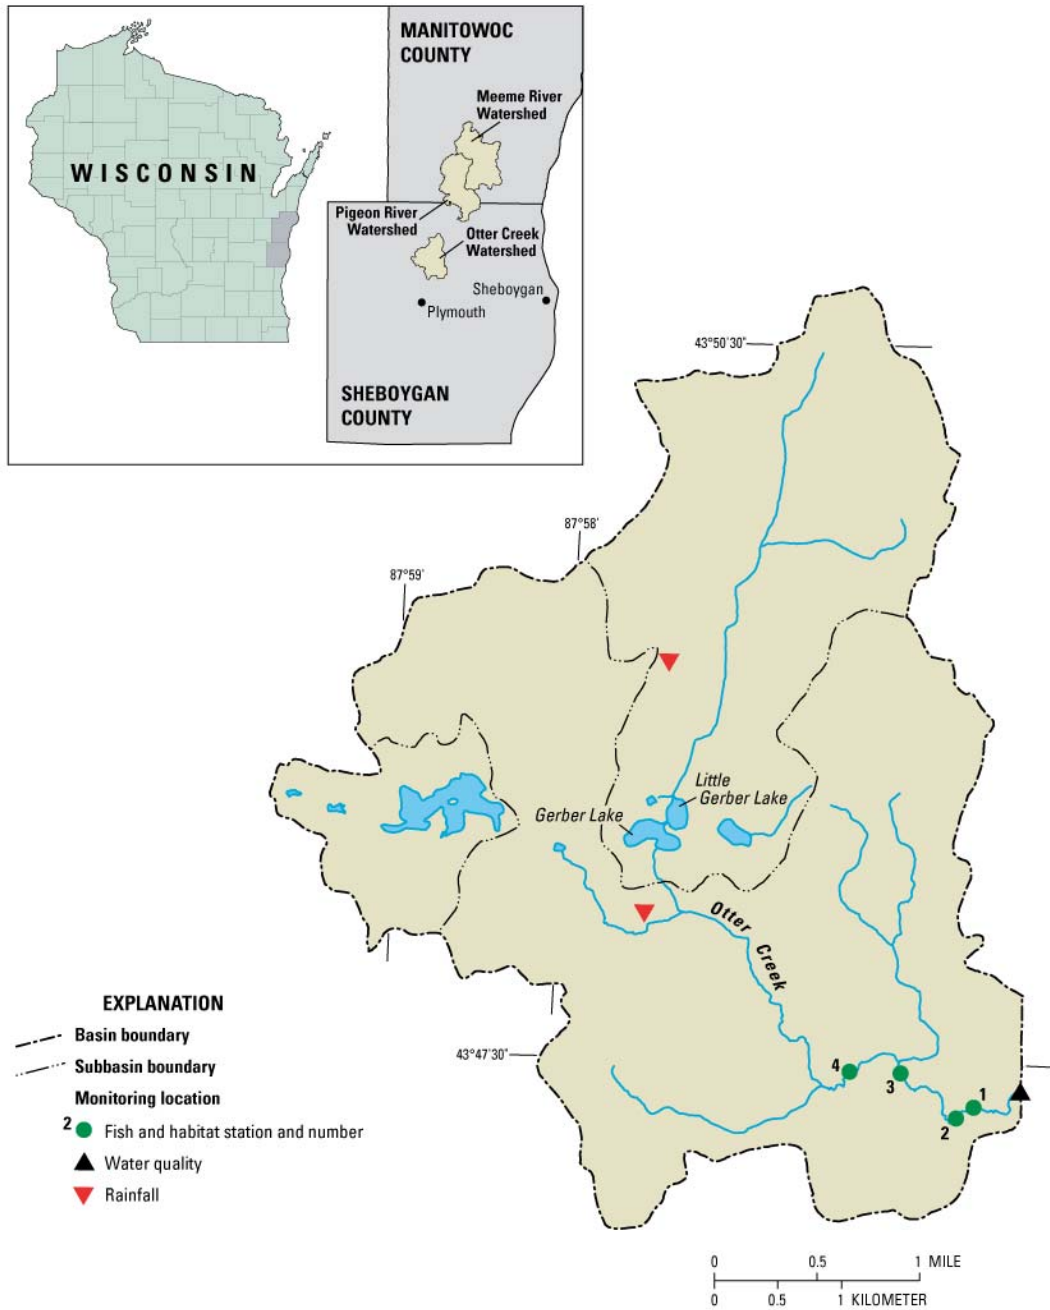 MANITOWOC
COUNTY
Meeme River
Watershed
WISCONSIN
Pigeon River
Watershed
Otter Creek
Watershed
Sheboygan
Plymouth
SHEBOYGAN
COUNTY
43°50'30"
87°58'
87°59'
Little
Gerber Lake
Gerber Lake
Otter Creek
EXPLANATION
Basin boundary
Subbasin boundary
Monitoring location
2 Fish and habitat station and number
Water quality
Rainfall
43°47'30"
4
3
1
2
0 0.5 1 MILE
0 0.5 1 KILOMETER